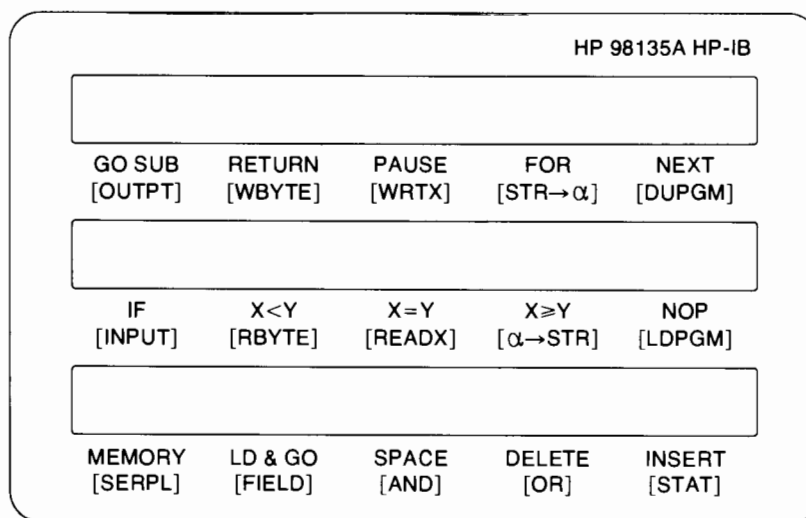 HP 98135A HP-IB
GO SUB RETURN PAUSE FOR NEXT
[OUTPT] [WBYTE] [WRTX] [STR→α] [DUPGM]
IF X<Y X=Y X⩾Y NOP
[INPUT] [RBYTE] [READX] [α→STR] [LDPGM]
MEMORY LD & GO SPACE DELETE INSERT
[SERPL] [FIELD] [AND] [OR] [STAT]